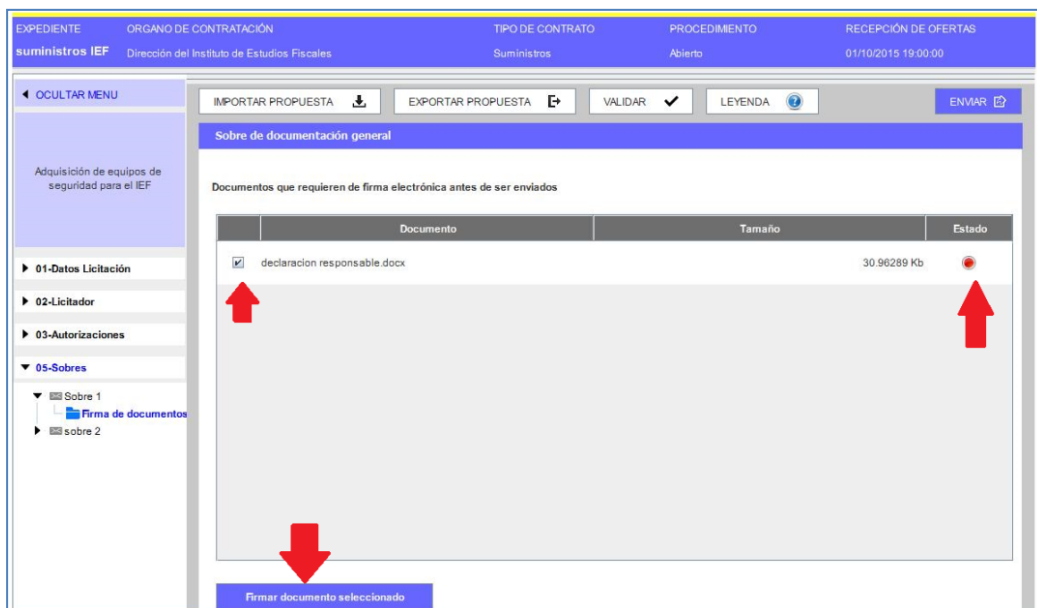 EXPEDIENTE ORGANO DE CONTRATACIÓN TIPO DE CONTRATO PROCEDIMIENTO RECEPCIÓN DE OFERTAS
suministros IEF Dirección del Instituto de Estudios Fiscales Suministros Abierto 01/10/2015 19:00:00
OCULTAR MENU
IMPORTAR PROPUESTA EXPORTAR PROPUESTA VALIDAR LEYENDA ? ENVIAR
Sobre de documentación general
Adquisición de equipos de
seguridad para el IEF
Documentos que requieren de firma electrónica antes de ser enviados
Documento Tamaño Estado
declaracion responsable.docx 30.96289 Kb
01-Datos Licitación
02-Licitador
03-Autorizaciones
05-Sobres
Sobre 1
Firma de documentos
sobre 2
Firmar documento seleccionado